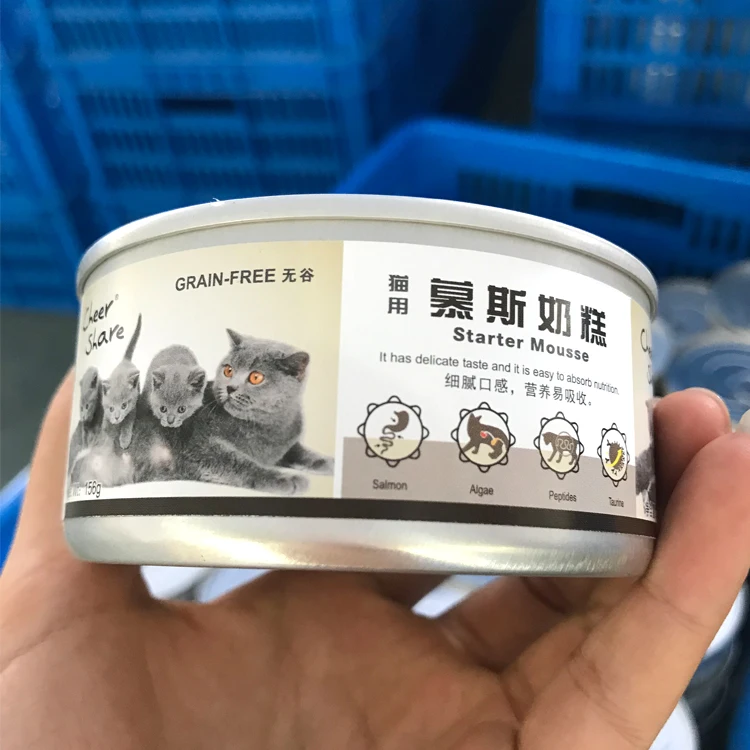 GRAIN-FREE 无谷
Cheer®
Share
156g
猫用
慕斯奶糕
Starter Mousse
It has delicate taste and it is easy to absorb nutrition.
细腻口感，营养易吸收。
Salmon
Algae
Peptides
Taurine